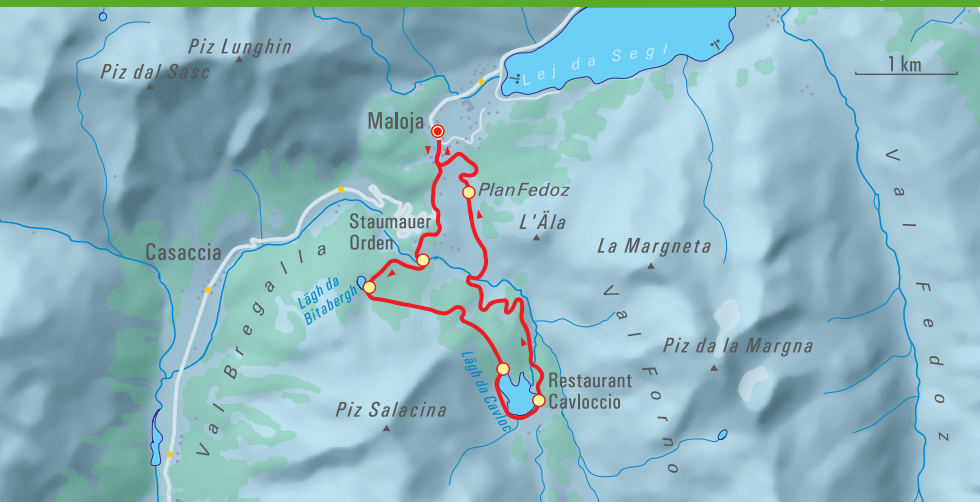 Piz Lunghin
Piz dal Sasc
Lej da Segl
1 km
Maloja
Plan Fedoz
L'Äla
Staumauer
Orden
La Margneta
Casaccia
Lägh da
Bitabergh
Val Bregalla
Val Forno
Val Fedoz
Piz da la Margna
Lägh da Cavloc
Restaurant
Cavloccio
Piz Salacina